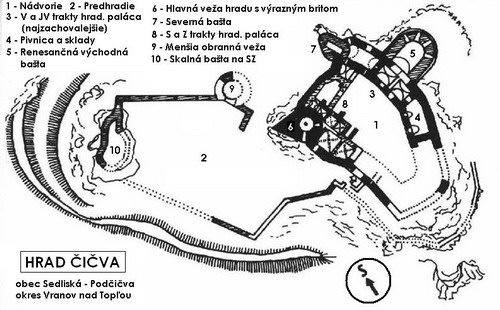 1 - Nádvorie   2 - Predhradie
3 - V a JV trakty hrad. paláca
(najzachovalejšie)
4 - Pivnica a sklady
5 - Renesančná východná
bašta
6 - Hlavná veža hradu s výrazným britom
7 - Severná bašta
8 - S a Z trakty hrad. paláca
9 - Menšia obranná veža
10 - Skalná bašta na SZ
7
5
3
9
8
4
6
1
10
2
HRAD ČIČVA
obec Sedliská - Podčičva
okres Vranov nad Topľou
S